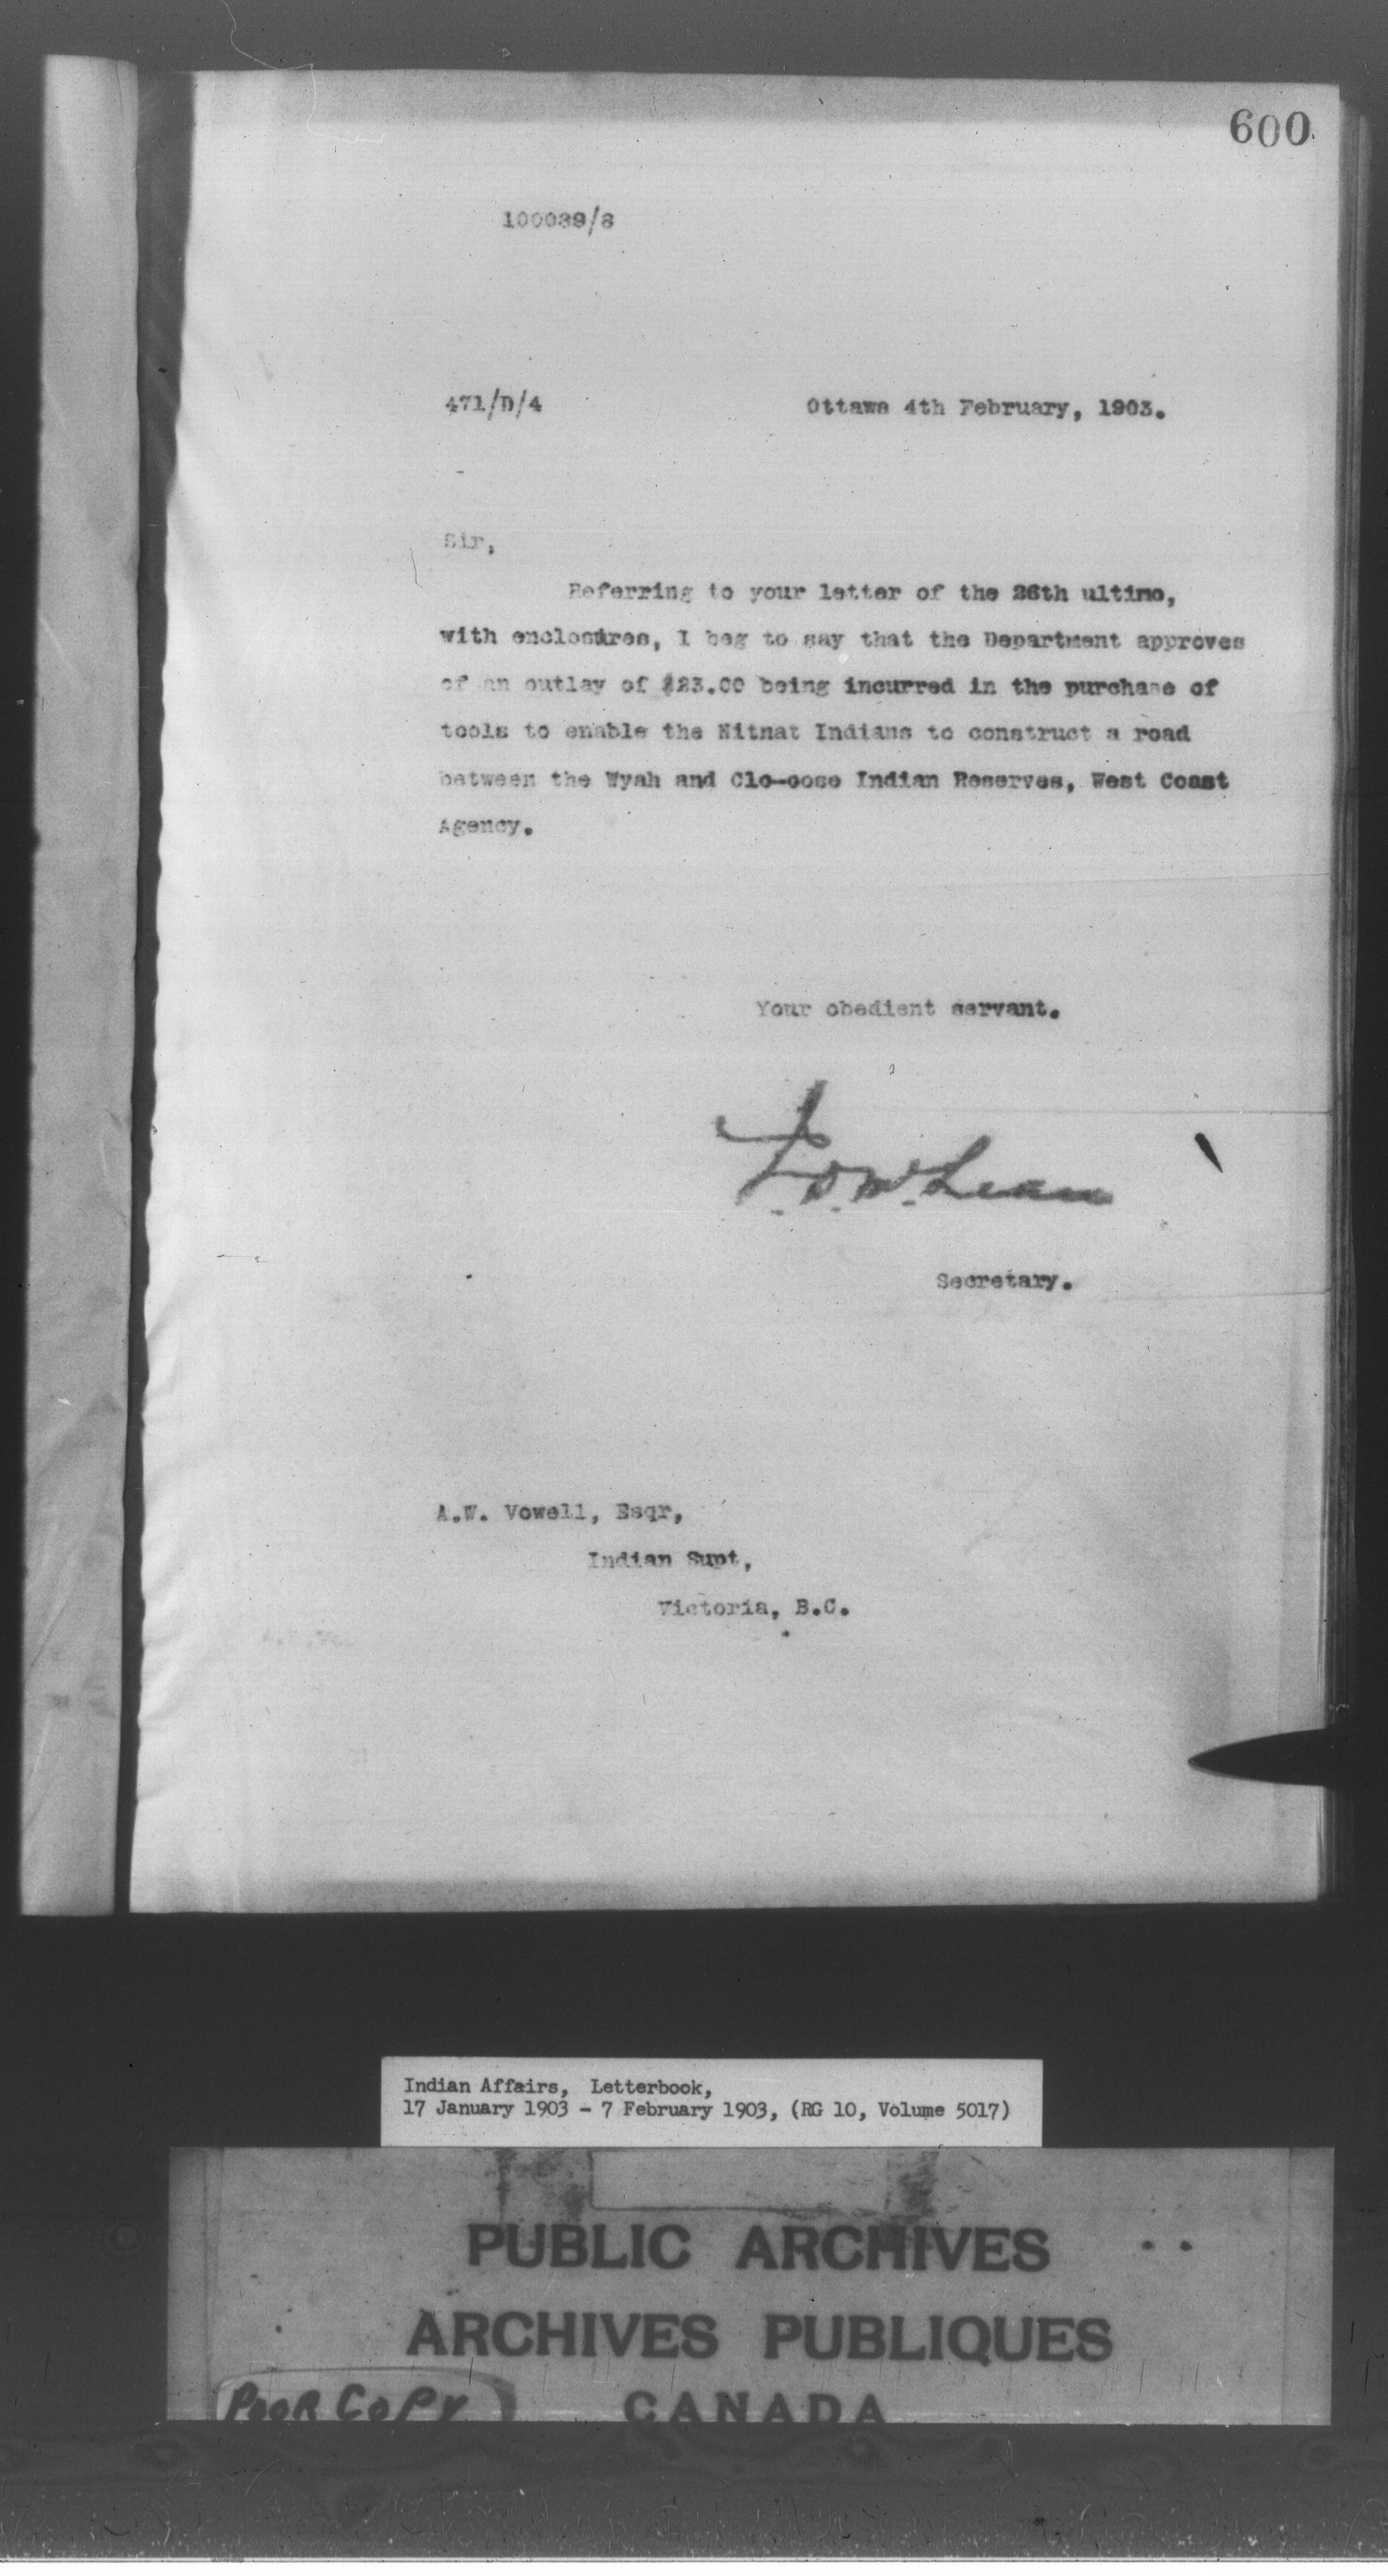 600
100089/8
471/D/4 Ottawa 4th February, 1903.
Sir,
Referring to your letter of the 26th ultimo,
with enclosures, I beg to say that the Department approves
of an outlay of $23.00 being incurred in the purchase of
tools to enable the Nitnat Indians to construct a road
between the Wyah and Clo-oose Indian Reserves, West Coast
Agency.
Your obedient servant.
J. D. McLean
Secretary.
A.W. Vowell, Esqr,
Indian Supt,
Victoria, B.C.
Indian Affairs, Letterbook,
17 January 1903 - 7 February 1903, (RG 10, Volume 5017)
PUBLIC ARCHIVES
ARCHIVES PUBLIQUES
POOR COPY CANADA